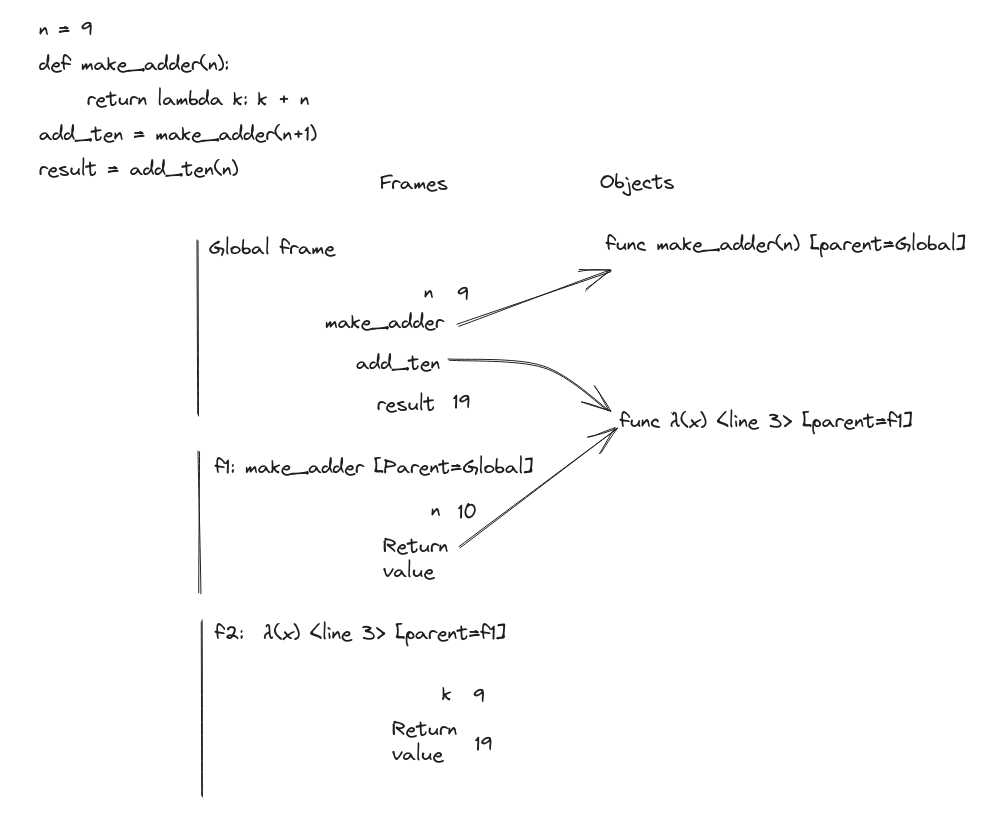 n = 9
def make_adder(n):
return lambda k: k + n
add_ten = make_adder(n+1)
result = add_ten(n)
Frames
Objects
Global frame
func make_adder(n) [parent=Global]
n 9
make_adder
add_ten
result 19
func λ(x) <line 3> [parent=f1]
f1: make_adder [Parent=Global]
n 10
Return
value
f2: λ(x) <line 3> [parent=f1]
k 9
Return
value
19